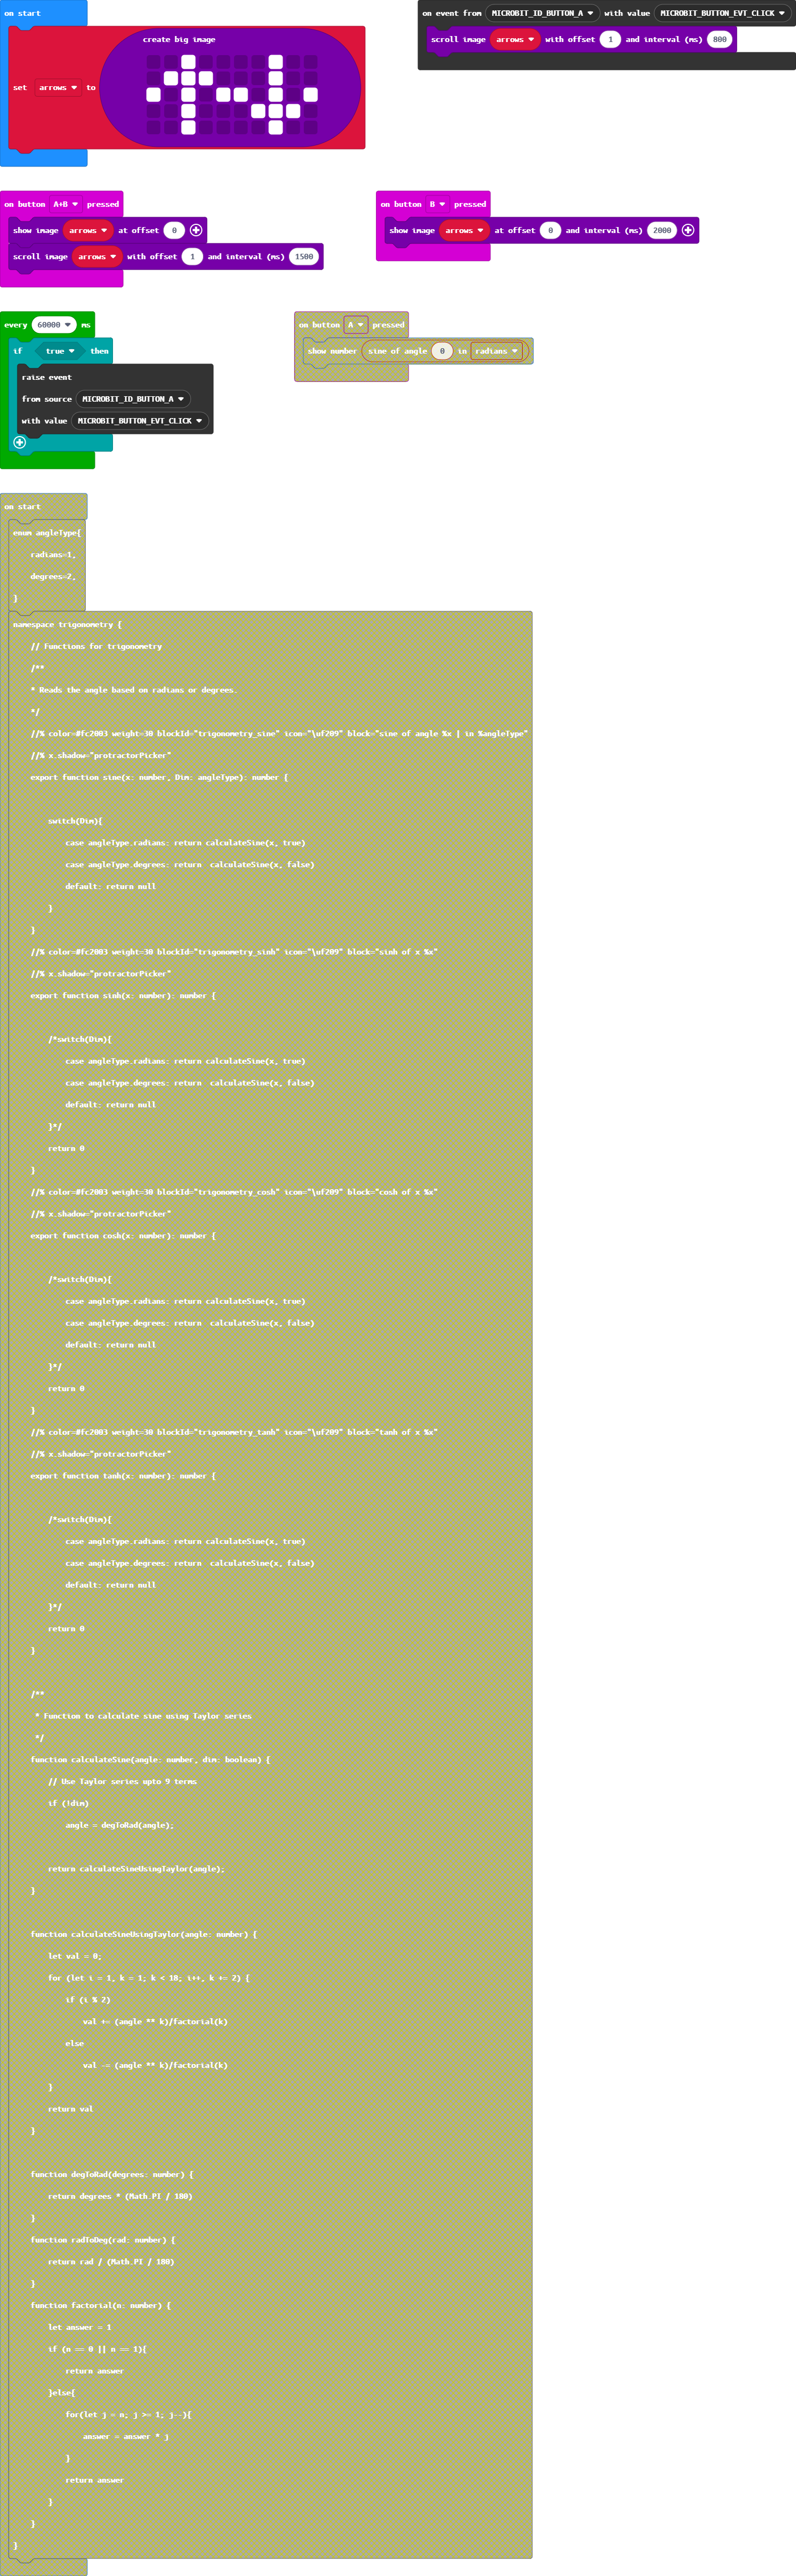 on start
create big image
set arrows to
on event from MICROBIT_ID_BUTTON_A with value MICROBIT_BUTTON_EVT_CLICK
scroll image arrows with offset 1 and interval (ms) 800
on button A+B pressed
show image arrows at offset 0
scroll image arrows with offset 1 and interval (ms) 1500
on button B pressed
show image arrows at offset 0 and interval (ms) 2000
every 60000 ms
if true then
raise event
from source MICROBIT_ID_BUTTON_A
with value MICROBIT_BUTTON_EVT_CLICK
on button A pressed
show number sine of angle 0 in radians
on start
enum angleType{
radians=1,
degrees=2,
}
namespace trigonometry {
// Functions for trigonometry
/**
* Reads the angle based on radians or degrees.
*/
//% color=#fc2003 weight=30 blockId="trigonometry_sine" icon="\uf209" block="sine of angle %x | in %angleType"
//% x.shadow="protractorPicker"
export function sine(x: number, Dim: angleType): number {
switch(Dim){
case angleType.radians: return calculateSine(x, true)
case angleType.degrees: return  calculateSine(x, false)
default: return null
}
}
//% color=#fc2003 weight=30 blockId="trigonometry_sinh" icon="\uf209" block="sinh of x %x"
//% x.shadow="protractorPicker"
export function sinh(x: number): number {
/*switch(Dim){
case angleType.radians: return calculateSine(x, true)
case angleType.degrees: return  calculateSine(x, false)
default: return null
}*/
return 0
}
//% color=#fc2003 weight=30 blockId="trigonometry_cosh" icon="\uf209" block="cosh of x %x"
//% x.shadow="protractorPicker"
export function cosh(x: number): number {
/*switch(Dim){
case angleType.radians: return calculateSine(x, true)
case angleType.degrees: return  calculateSine(x, false)
default: return null
}*/
return 0
}
//% color=#fc2003 weight=30 blockId="trigonometry_tanh" icon="\uf209" block="tanh of x %x"
//% x.shadow="protractorPicker"
export function tanh(x: number): number {
/*switch(Dim){
case angleType.radians: return calculateSine(x, true)
case angleType.degrees: return  calculateSine(x, false)
default: return null
}*/
return 0
}
/**
* Function to calculate sine using Taylor series
*/
function calculateSine(angle: number, dim: boolean) {
// Use Taylor series upto 9 terms
if (!dim)
angle = degToRad(angle);
return calculateSineUsingTaylor(angle);
}
function calculateSineUsingTaylor(angle: number) {
let val = 0;
for (let i = 1, k = 1; k < 18; i++, k += 2) {
if (i % 2)
val += (angle ** k)/factorial(k)
else
val -= (angle ** k)/factorial(k)
}
return val
}
function degToRad(degrees: number) {
return degrees * (Math.PI / 180)
}
function radToDeg(rad: number) {
return rad / (Math.PI / 180)
}
function factorial(n: number) {
let answer = 1
if (n == 0 || n == 1){
return answer
}else{
for(let j = n; j >= 1; j--){
answer = answer * j
}
return answer
}
}
}